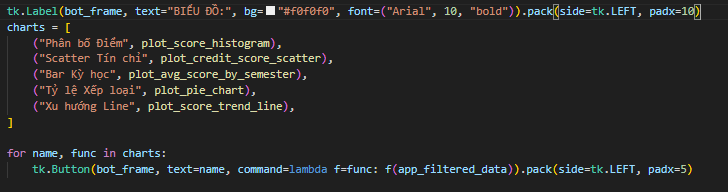 tk.Label(bot_frame, text="BIỂU ĐỒ:", bg="#f0f0f0", font=("Arial", 10, "bold")).pack(side=tk.LEFT, padx=10)
charts = [
    ("Phân bố Điểm", plot_score_histogram),
    ("Scatter Tín chỉ", plot_credit_score_scatter),
    ("Bar Kỳ học", plot_avg_score_by_semester),
    ("Tỷ lệ Xếp loại", plot_pie_chart),
    ("Xu hướng Line", plot_score_trend_line),
]
for name, func in charts:
    tk.Button(bot_frame, text=name, command=lambda f=func: f(app_filtered_data)).pack(side=tk.LEFT, padx=5)